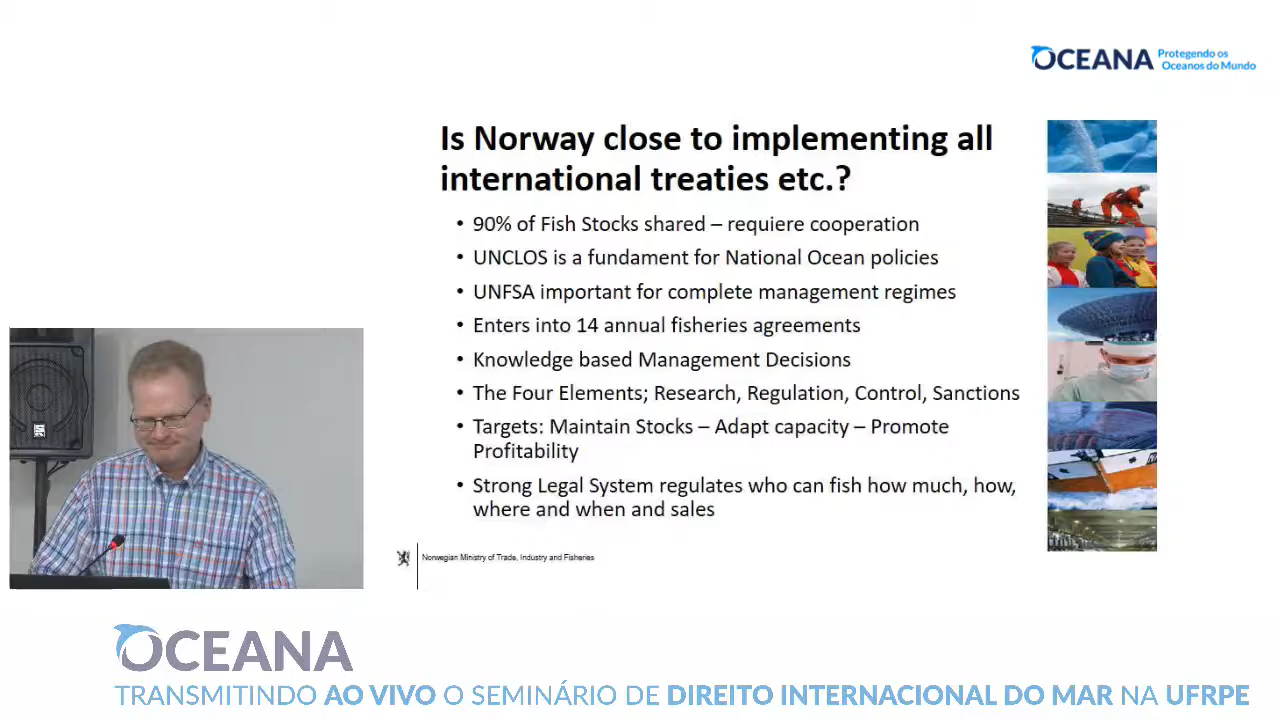 OCEANA
Protegendo os
Oceanos do Mundo
Is Norway close to implementing all
international treaties etc.?
• 90% of Fish Stocks shared – requiere cooperation
• UNCLOS is a fundament for National Ocean policies
• UNFSA important for complete management regimes
• Enters into 14 annual fisheries agreements
• Knowledge based Management Decisions
• The Four Elements; Research, Regulation, Control, Sanctions
• Targets: Maintain Stocks – Adapt capacity – Promote
Profitability
• Strong Legal System regulates who can fish how much, how,
where and when and sales
Norwegian Ministry of Trade, Industry and Fisheries
OCEANA
TRANSMITINDO AO VIVO O SEMINÁRIO DE DIREITO INTERNACIONAL DO MAR NA UFRPE